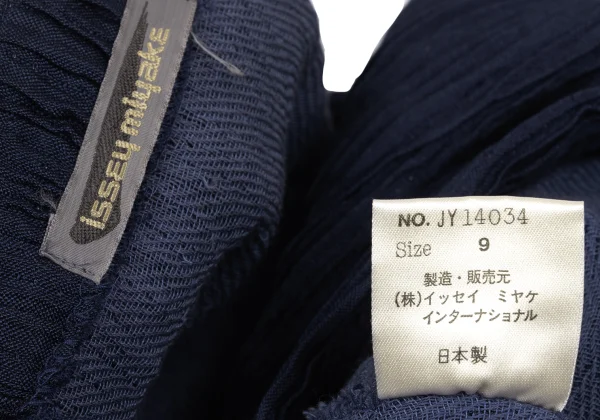 issey miyake
NO. JY14034
Size 9
製造・販売元
(株)イッセイ ミヤケ
インターナショナル
日本製